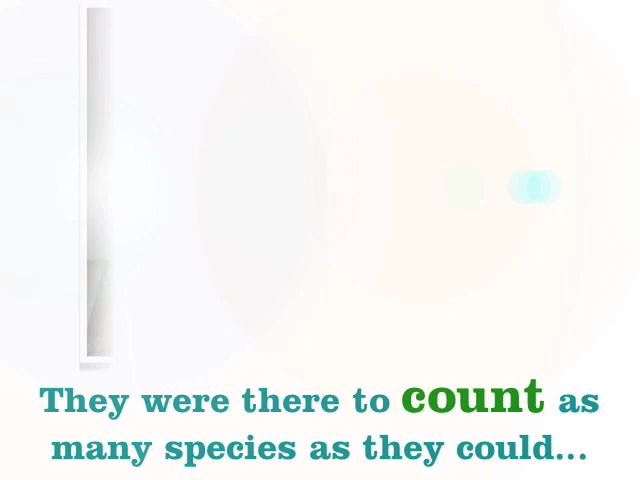 They were there to count as
many species as they could...